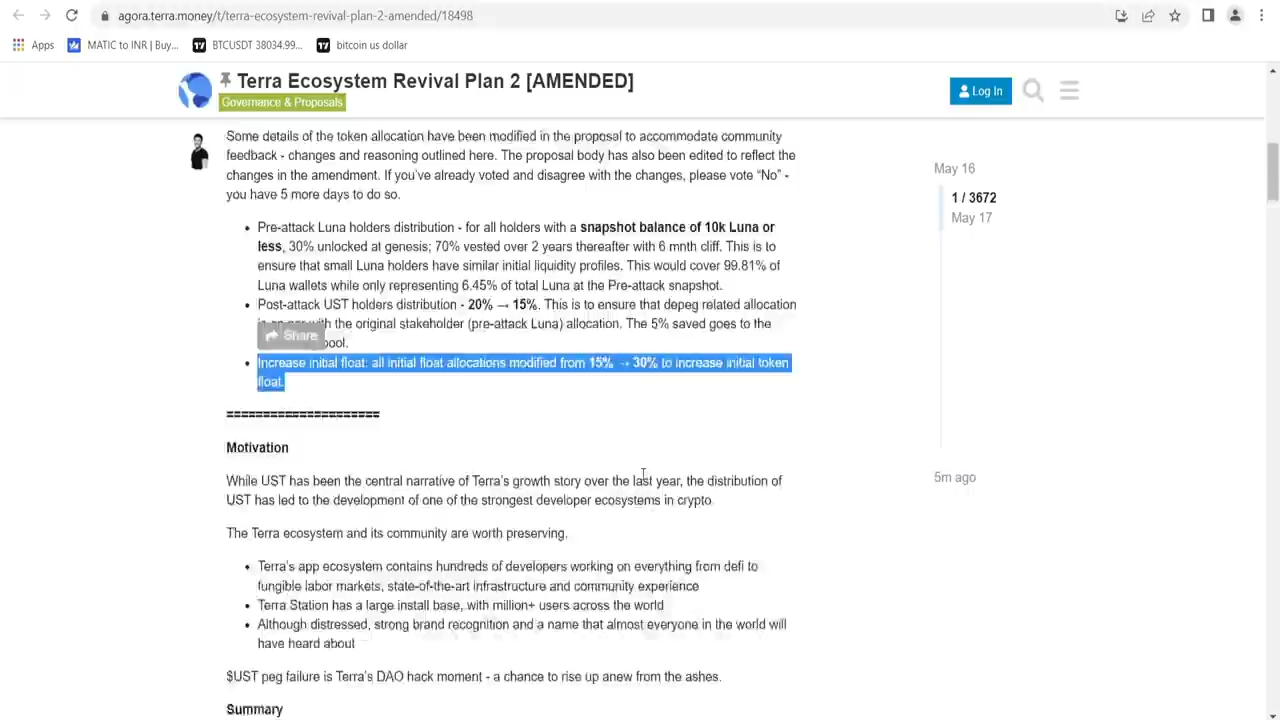 agora.terra.money/t/terra-ecosystem-revival-plan-2-amended/18498
Apps
MATIC to INR | Buy...
BTCUSDT 38034.99...
bitcoin us dollar
Terra Ecosystem Revival Plan 2 [AMENDED]
Governance & Proposals
Log In
Some details of the token allocation have been modified in the proposal to accommodate community
feedback - changes and reasoning outlined here. The proposal body has also been edited to reflect the
changes in the amendment. If you've already voted and disagree with the changes, please vote “No” -
you have 5 more days to do so.
• Pre-attack Luna holders distribution - for all holders with a snapshot balance of 10k Luna or
less, 30% unlocked at genesis; 70% vested over 2 years thereafter with 6 mnth cliff. This is to
ensure that small Luna holders have similar initial liquidity profiles. This would cover 99.81% of
Luna wallets while only representing 6.45% of total Luna at the Pre-attack snapshot.
• Post-attack UST holders distribution - 20% → 15%. This is to ensure that depeg related allocation
with the original stakeholder (pre-attack Luna) allocation. The 5% saved goes to the
Share
• Increase initial float: all initial float allocations modified from 15% → 30% to increase initial token
float.
=====================
Motivation
While UST has been the central narrative of Terra's growth story over the last year, the distribution of
UST has led to the development of one of the strongest developer ecosystems in crypto
The Terra ecosystem and its community are worth preserving.
• Terra's app ecosystem contains hundreds of developers working on everything from defi to
fungible labor markets, state-of-the-art infrastructure and community experience
• Terra Station has a large install base, with million+ users across the world
• Although distressed, strong brand recognition and a name that almost everyone in the world will
have heard about
$UST peg failure is Terra's DAO hack moment - a chance to rise up anew from the ashes.
Summary
May 16
1 / 3672
May 17
5m ago